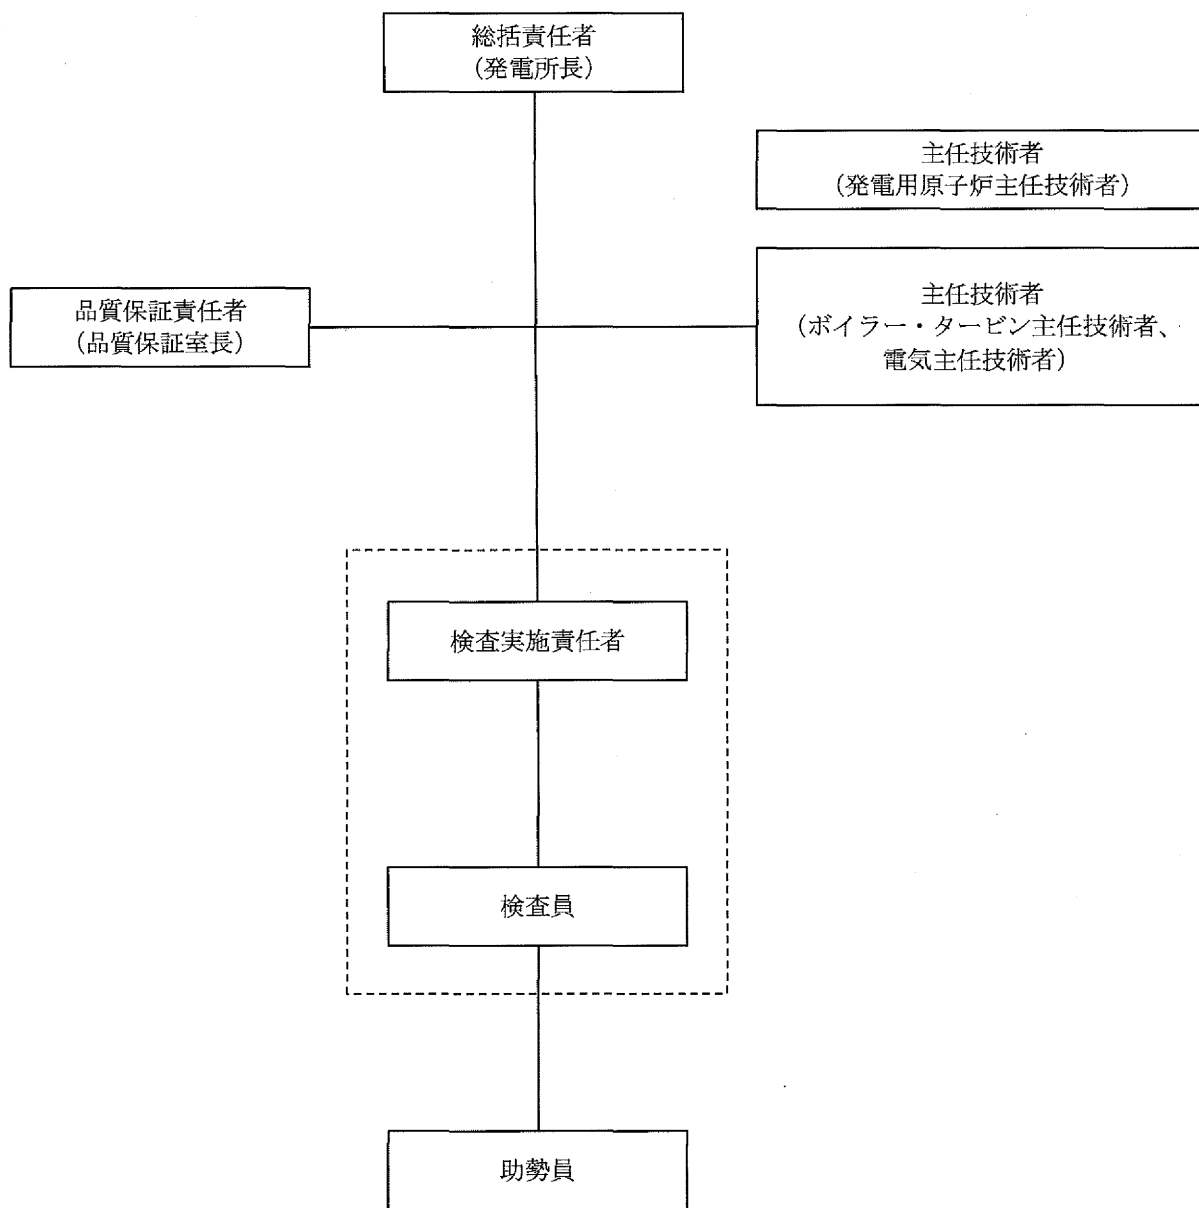 総括責任者
(発電所長)
主任技術者
(発電用原子炉主任技術者)
品質保証責任者
(品質保証室長)
主任技術者
(ボイラー・タービン主任技術者、
電気主任技術者)
検査実施責任者
検査員
助勢員